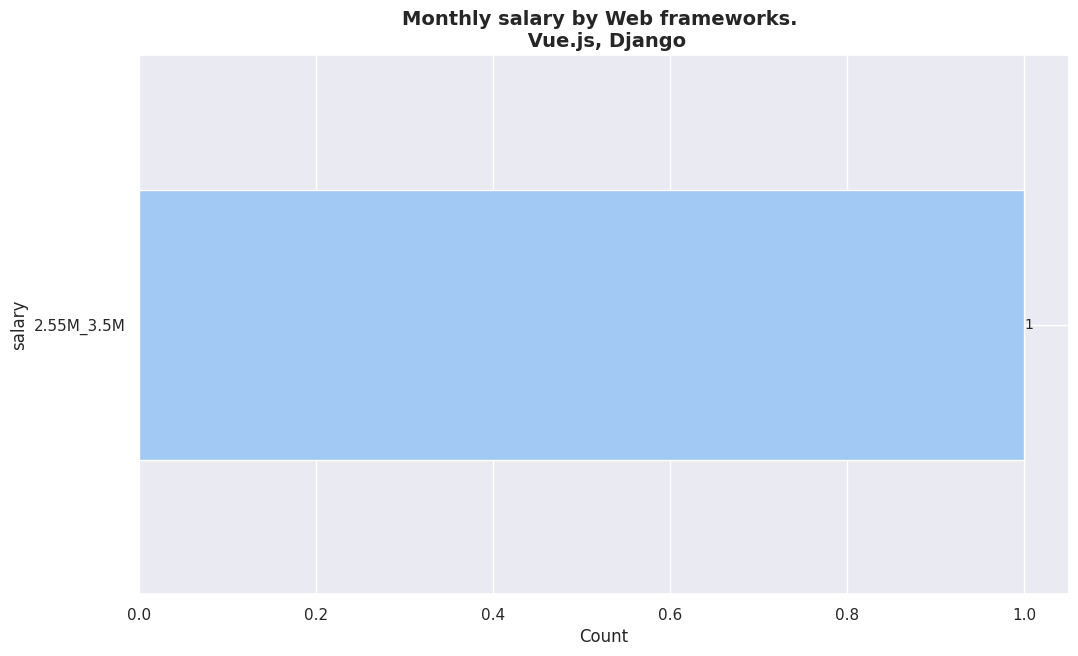 Monthly salary by Web frameworks.
Vue.js, Django
salary
2.55M_3.5M
1
0.0 0.2 0.4 0.6 0.8 1.0
Count